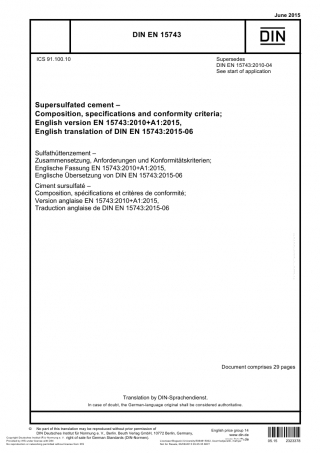 June 2015
DIN EN 15743
DIN
ICS 91.100.10
Supersedes
DIN EN 15743:2010-04
See start of application
Supersulfated cement –
Composition, specifications and conformity criteria;
English version EN 15743:2010+A1:2015,
English translation of DIN EN 15743:2015-06
Sulfathüttenzement –
Zusammensetzung, Anforderungen und Konformitätskriterien;
Englische Fassung EN 15743:2010+A1:2015,
Englische Übersetzung von DIN EN 15743:2015-06
Ciment sursulfaté –
Composition, spécifications et critères de conformité;
Version anglaise EN 15743:2010+A1:2015,
Traduction anglaise de DIN EN 15743:2015-06
Document comprises 29 pages
Translation by DIN-Sprachendienst.
In case of doubt, the German-language original shall be considered authoritative.
No part of this translation may be reproduced without prior permission of
DIN Deutsches Institut für Normung e. V., Berlin. Beuth Verlag GmbH, 10772 Berlin, Germany,
right of sale for German Standards (DIN-Normen).
English price group 14
www.din.de